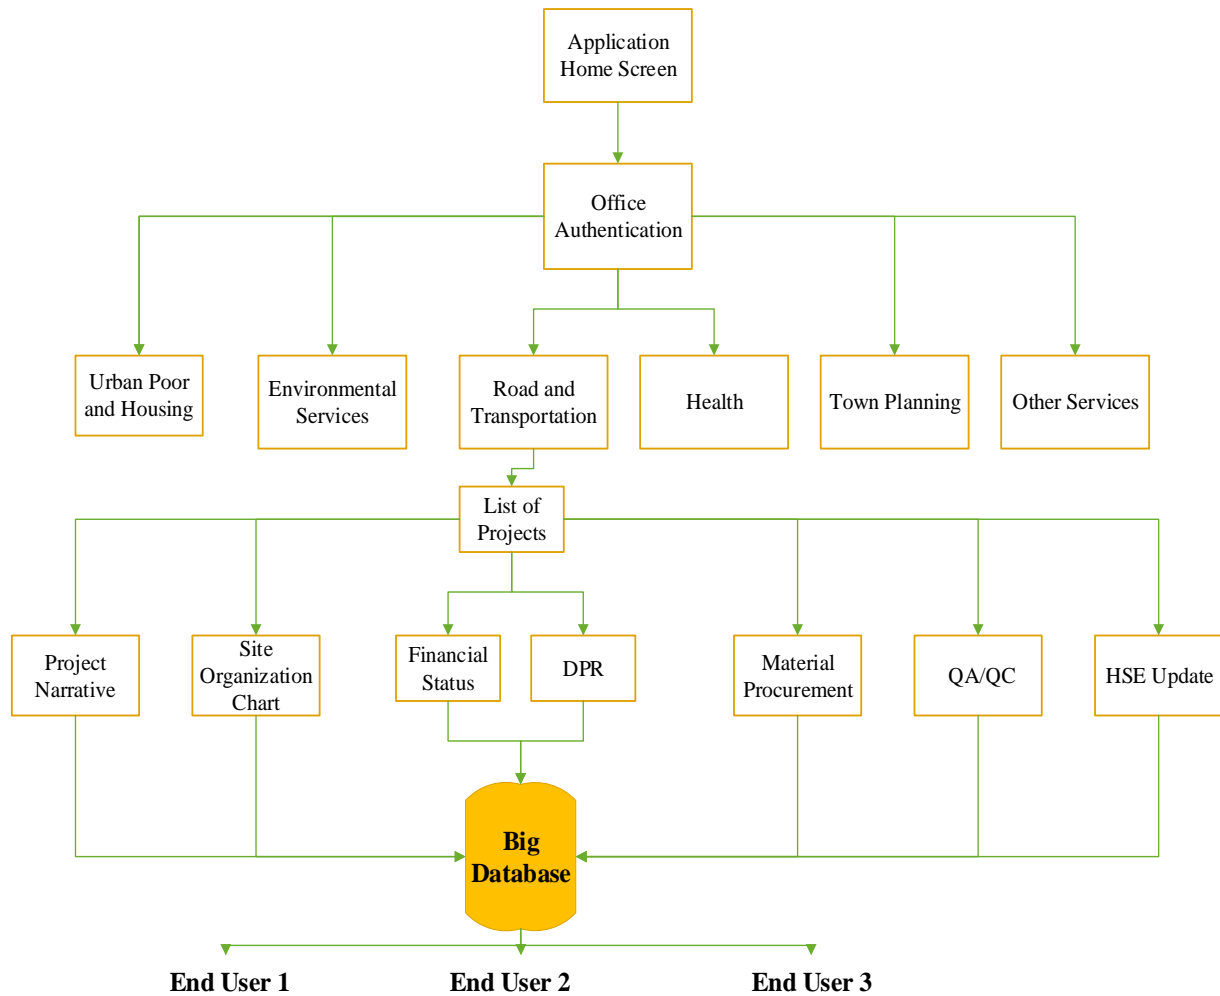 Application
Home Screen
Office
Authentication
Urban Poor
and Housing
Environmental
Services
Road and
Transportation
Health
Town Planning
Other Services
List of
Projects
Project
Narrative
Site
Organization
Chart
Financial
Status
DPR
Material
Procurement
QA/QC
HSE Update
Big
Database
End User 1
End User 2
End User 3